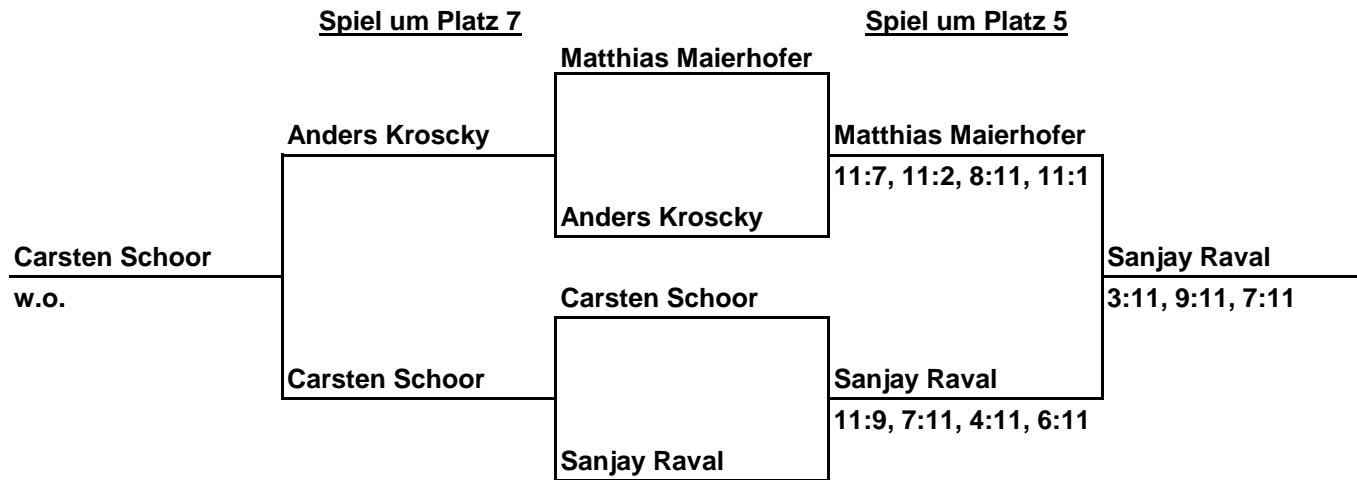 Spiel um Platz 7
Spiel um Platz 5
Matthias Maierhofer
Anders Kroscky
Matthias Maierhofer
11:7, 11:2, 8:11, 11:1
Anders Kroscky
Carsten Schoor
Sanjay Raval
w.o.
Carsten Schoor
3:11, 9:11, 7:11
Carsten Schoor
Sanjay Raval
11:9, 7:11, 4:11, 6:11
Sanjay Raval